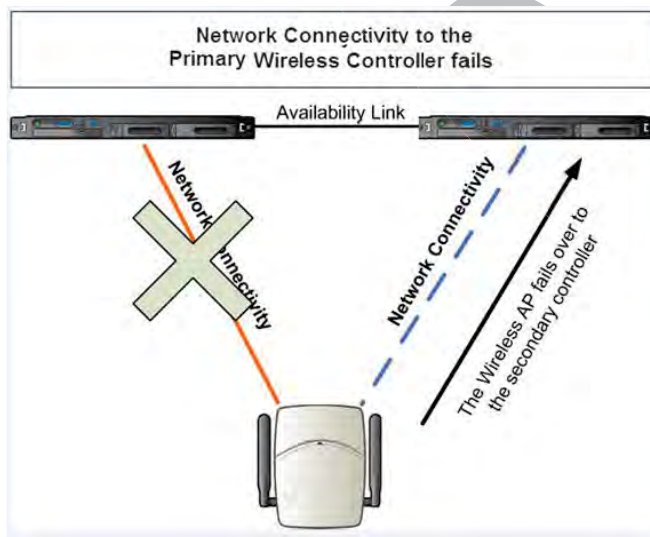 Network Connectivity to the
Primary Wireless Controller fails
Availability Link
Network Connectivity
Network Connectivity
The Wireless AP fails over to
the secondary controller